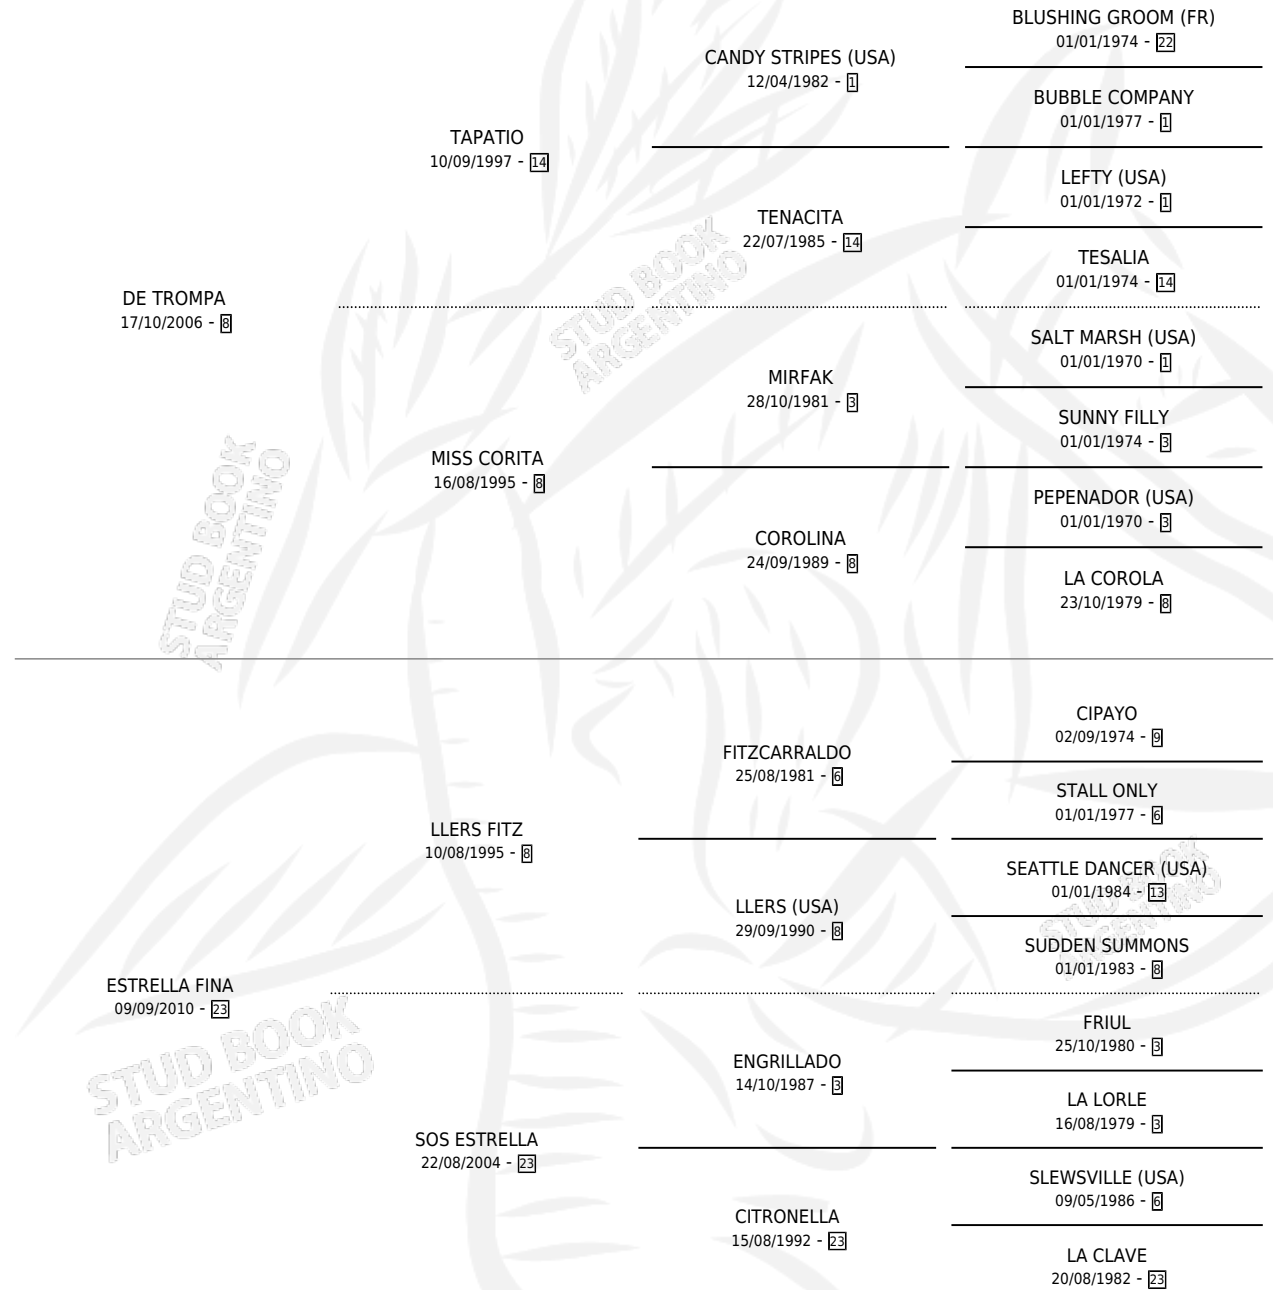 BLUSHING GROOM (FR)
01/01/1974 - 22
CANDY STRIPES (USA)
12/04/1982 - 1
BUBBLE COMPANY
01/01/1977 - 1
TAPATIO
10/09/1997 - 14
LEFTY (USA)
01/01/1972 - 1
TENACITA
22/07/1985 - 14
TESALIA
01/01/1974 - 14
DE TROMPA
17/10/2006 - 8
SALT MARSH (USA)
01/01/1970 - 1
MIRFAK
28/10/1981 - 3
SUNNY FILLY
01/01/1974 - 3
MISS CORITA
16/08/1995 - 8
PEPENADOR (USA)
01/01/1970 - 3
COROLINA
24/09/1989 - 8
LA COROLA
23/10/1979 - 8
STUD BOOK
ARGENTINO
STUD BOOK
ARGENTINO
CIPAYO
02/09/1974 - 9
FITZCARRALDO
25/08/1981 - 6
STALL ONLY
01/01/1977 - 6
LLERS FITZ
10/08/1995 - 8
SEATTLE DANCER (USA)
01/01/1984 - 13
LLERS (USA)
29/09/1990 - 8
SUDDEN SUMMONS
01/01/1983 - 8
STUD BOOK
ARGENTINO
ESTRELLA FINA
09/09/2010 - 23
FRIUL
25/10/1980 - 3
ENGRILLADO
14/10/1987 - 3
LA LORLE
16/08/1979 - 3
SOS ESTRELLA
22/08/2004 - 23
SLEWSVILLE (USA)
09/05/1986 - 6
CITRONELLA
15/08/1992 - 23
LA CLAVE
20/08/1982 - 23
STUD BOOK
ARGENTINO